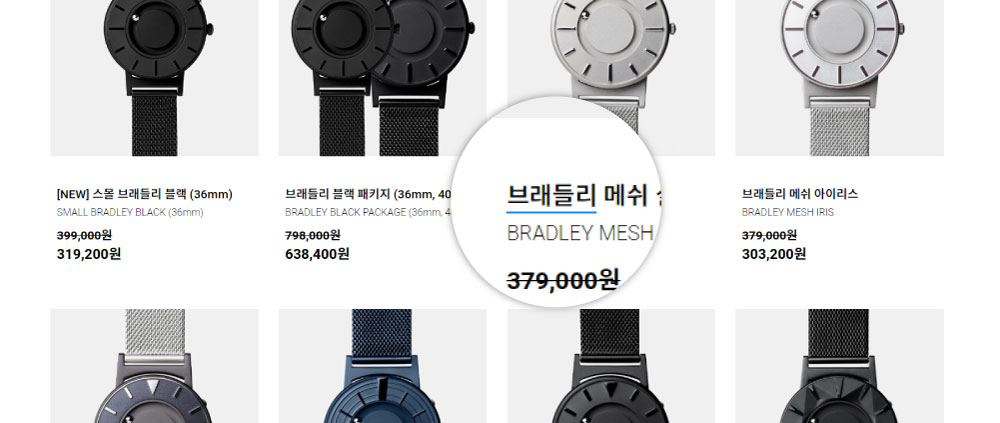 [NEW] 스몰 브래들리 블랙 (36mm)
SMALL BRADLEY BLACK (36mm)
399,000원
319,200원
브래들리 블랙 패키지 (36mm, 40
BRADLEY BLACK PACKAGE (36mm,
798,000원
638,400원
브래들리 메쉬
BRADLEY MESH
379,000원
브래들리 메쉬 아이리스
BRADLEY MESH IRIS
379,000원
303,200원